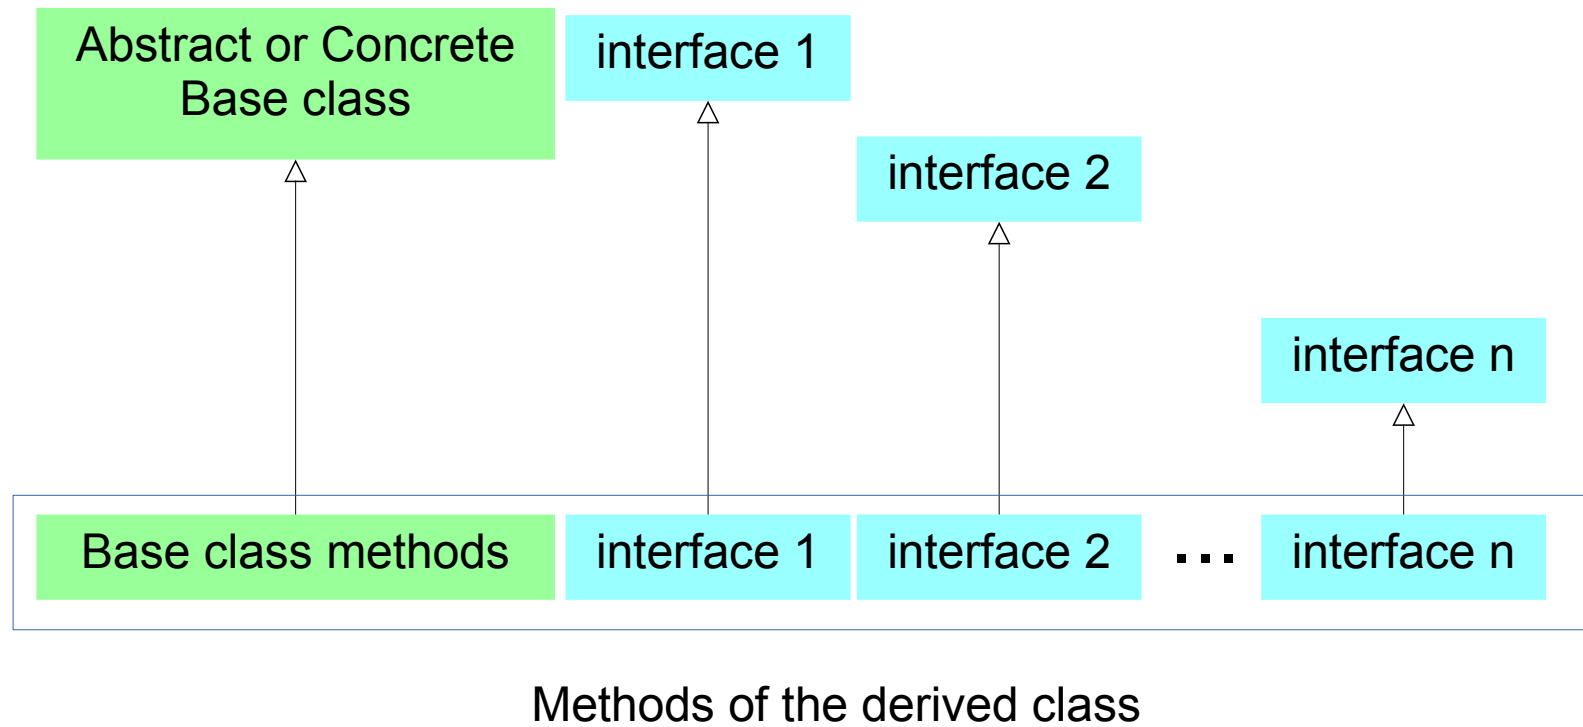 Abstract or Concrete
Base class
interface 1
interface 2
interface n
Base class methods
interface 1
interface 2
...
interface n
Methods of the derived class